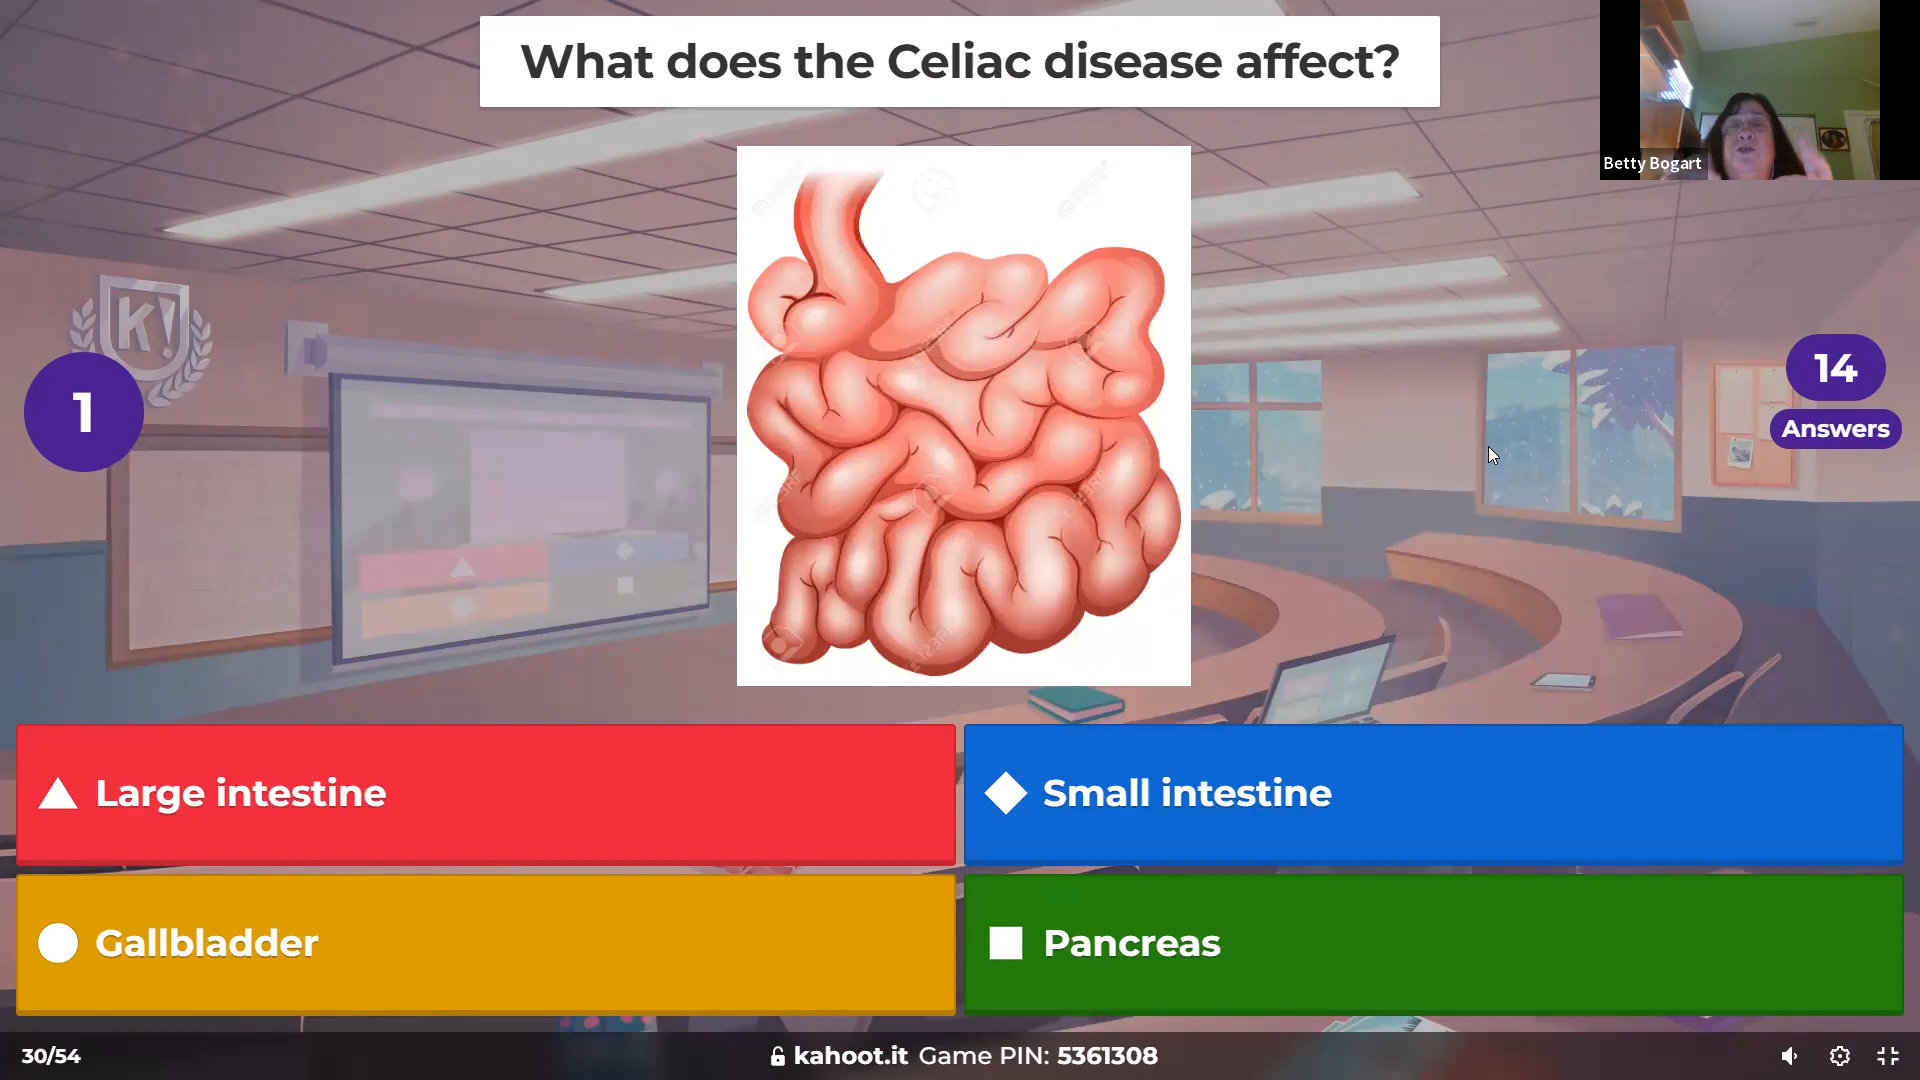 What does the Celiac disease affect?
Betty Bogart
K!
1
14
Answers
Large intestine
Small intestine
Gallbladder
Pancreas
30/54
kahoot.it Game PIN: 5361308